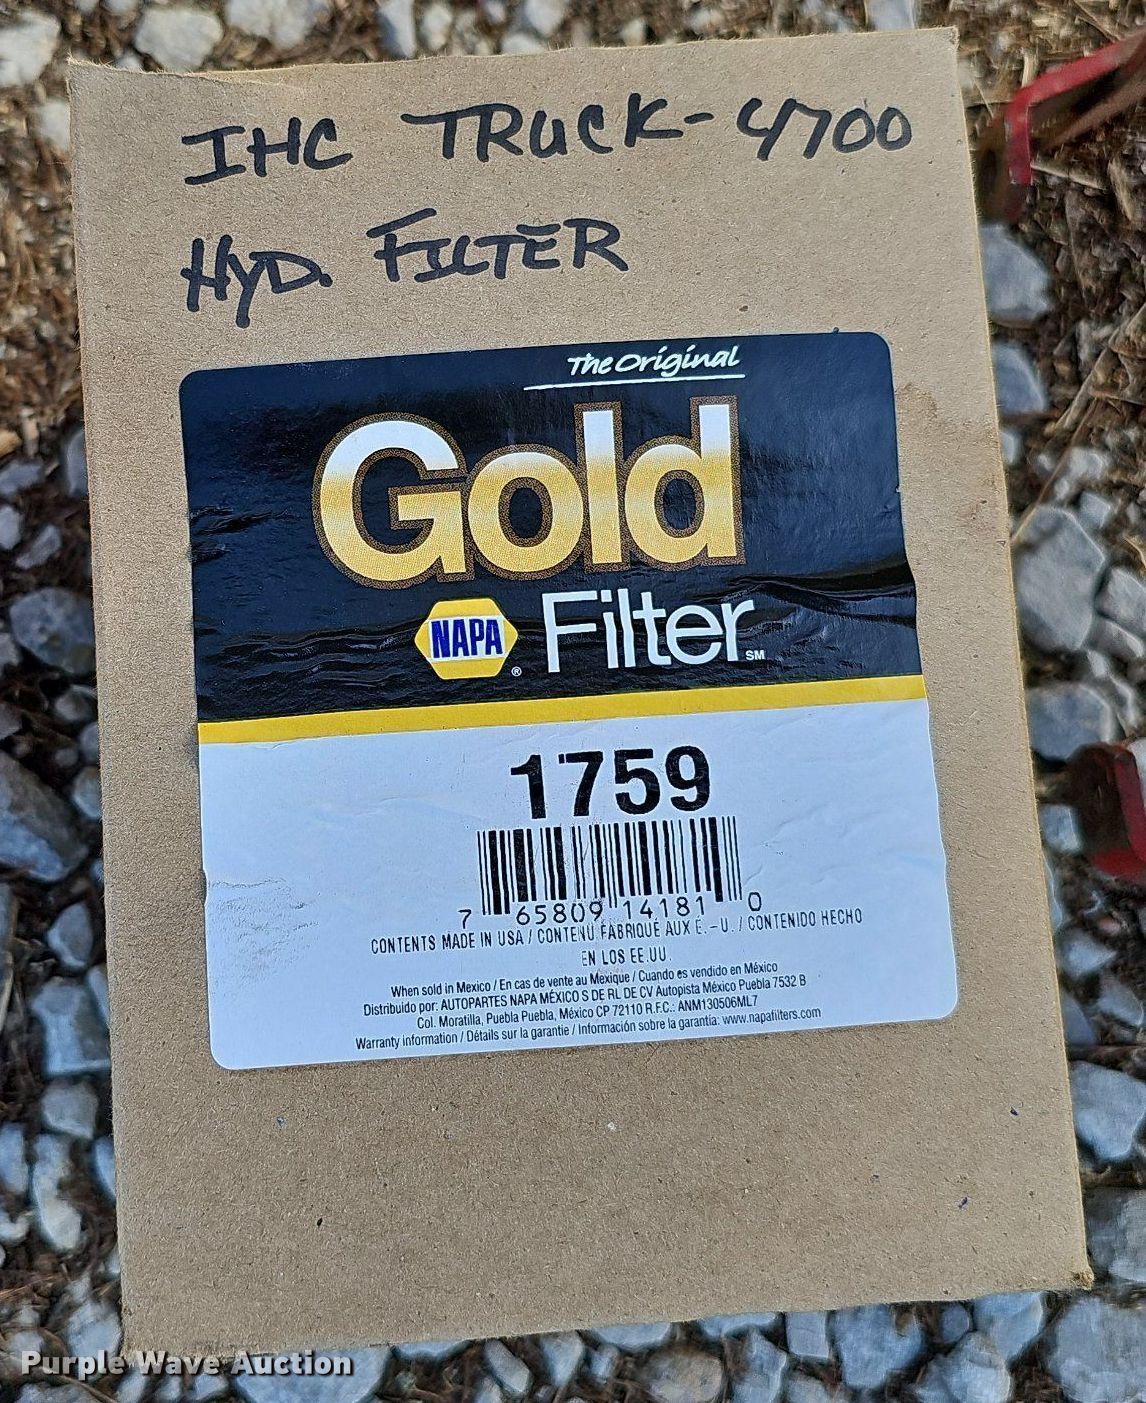 IHC TRUCK-4700
HYD. FILTER
The Original
Gold
NAPA ® Filter SM
1759
7 65809 14181 0
CONTENTS MADE IN USA / CONTENU FABRIQUÉ AUX É.-U. / CONTENIDO HECHO
EN LOS EE.UU.
When sold in Mexico / En cas de vente au Mexique / Cuando es vendido en México
Distribuido por: AUTOPARTES NAPA MÉXICO S DE RL DE CV Autopista México Puebla 7532 B
Col. Moratilla, Puebla Puebla, México CP 72110 R.F.C.: ANM130506ML7
Warranty information / Détails sur la garantie / Información sobre la garantía: www.napafilters.com
Purple Wave Auction